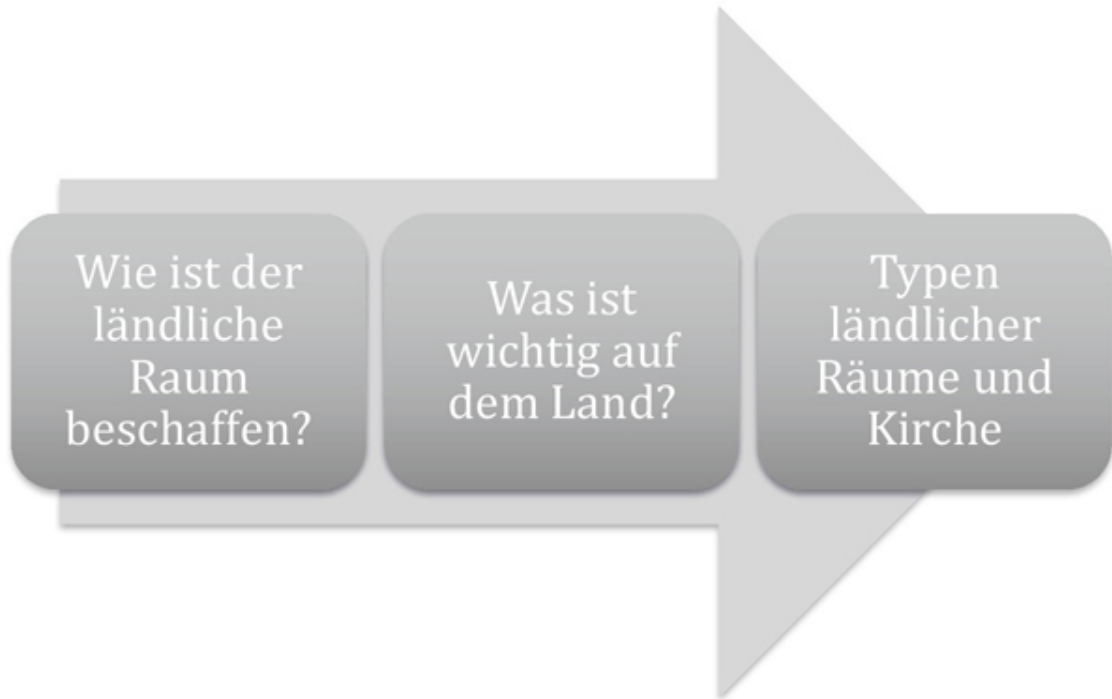 Wie ist der
ländliche
Raum
beschaffen?
Was ist
wichtig auf
dem Land?
Typen
ländlicher
Räume und
Kirche